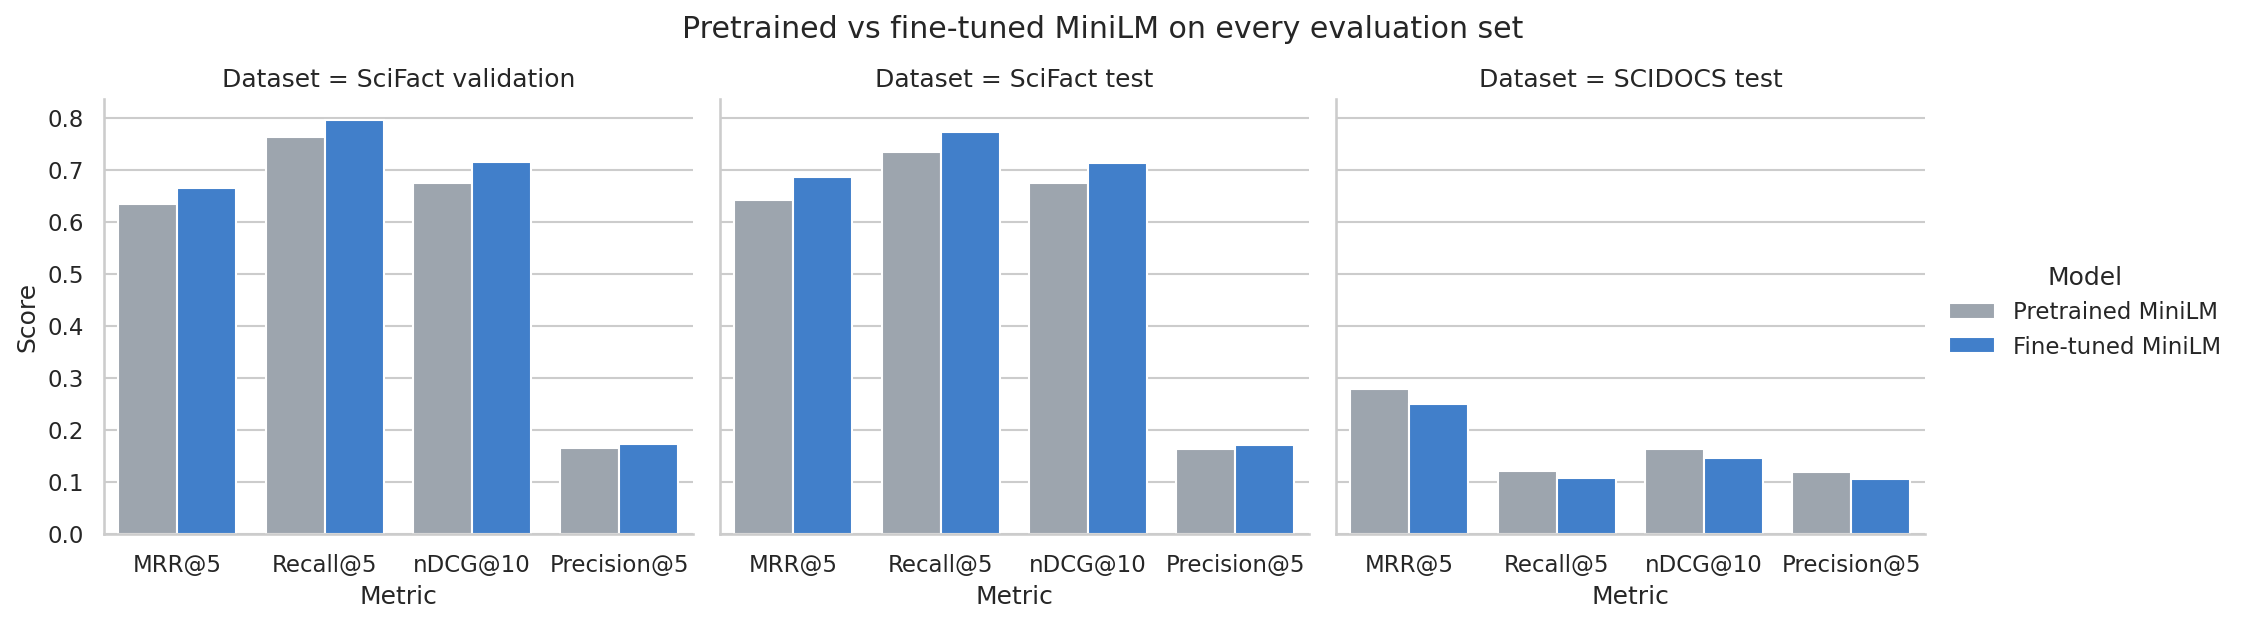 Pretrained vs fine-tuned MiniLM on every evaluation set
Dataset = SciFact validation
Dataset = SciFact test
Dataset = SCIDOCS test
Score
0.8
0.7
0.6
0.5
0.4
0.3
0.2
0.1
0.0
MRR@5 Recall@5 nDCG@10 Precision@5
Metric
MRR@5 Recall@5 nDCG@10 Precision@5
Metric
MRR@5 Recall@5 nDCG@10 Precision@5
Metric
Model
Pretrained MiniLM
Fine-tuned MiniLM